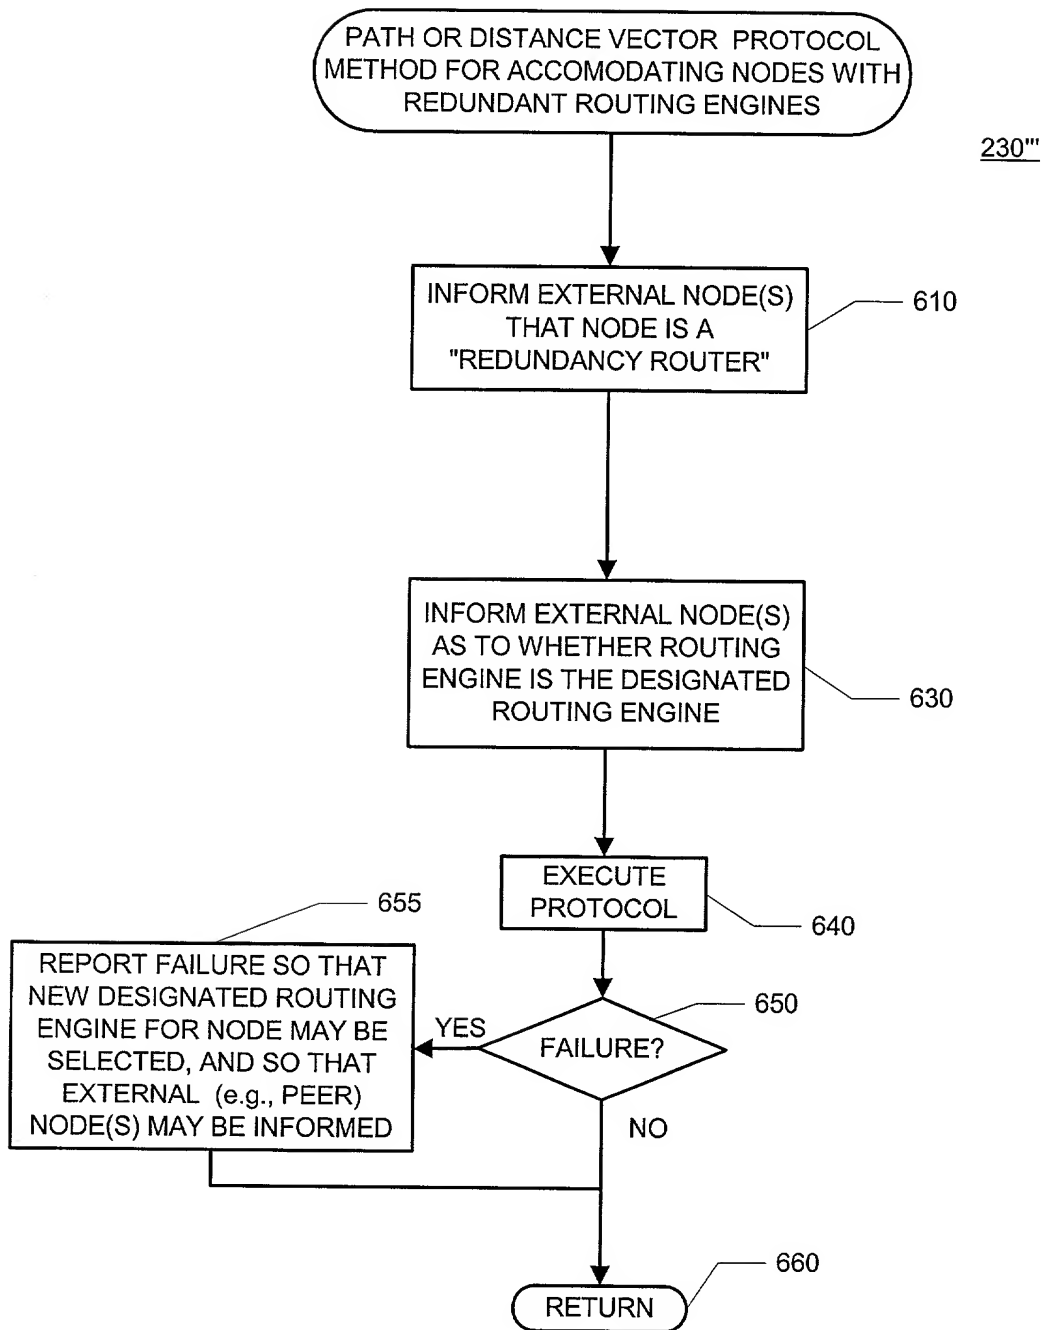 PATH OR DISTANCE VECTOR PROTOCOL
METHOD FOR ACCOMODATING NODES WITH
REDUNDANT ROUTING ENGINES
230'''
INFORM EXTERNAL NODE(S)
THAT NODE IS A
"REDUNDANCY ROUTER"
610
INFORM EXTERNAL NODE(S)
AS TO WHETHER ROUTING
ENGINE IS THE DESIGNATED
ROUTING ENGINE
630
EXECUTE
PROTOCOL
640
655
REPORT FAILURE SO THAT
NEW DESIGNATED ROUTING
ENGINE FOR NODE MAY BE
SELECTED, AND SO THAT
EXTERNAL (e.g., PEER)
NODE(S) MAY BE INFORMED
YES
FAILURE?
650
NO
RETURN
660